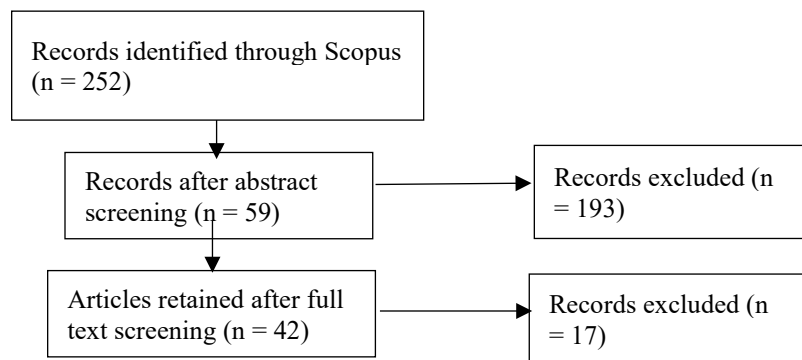 Records identified through Scopus
(n = 252)
Records after abstract
screening (n = 59)
Records excluded (n
= 193)
Articles retained after full
text screening (n = 42)
Records excluded (n
= 17)